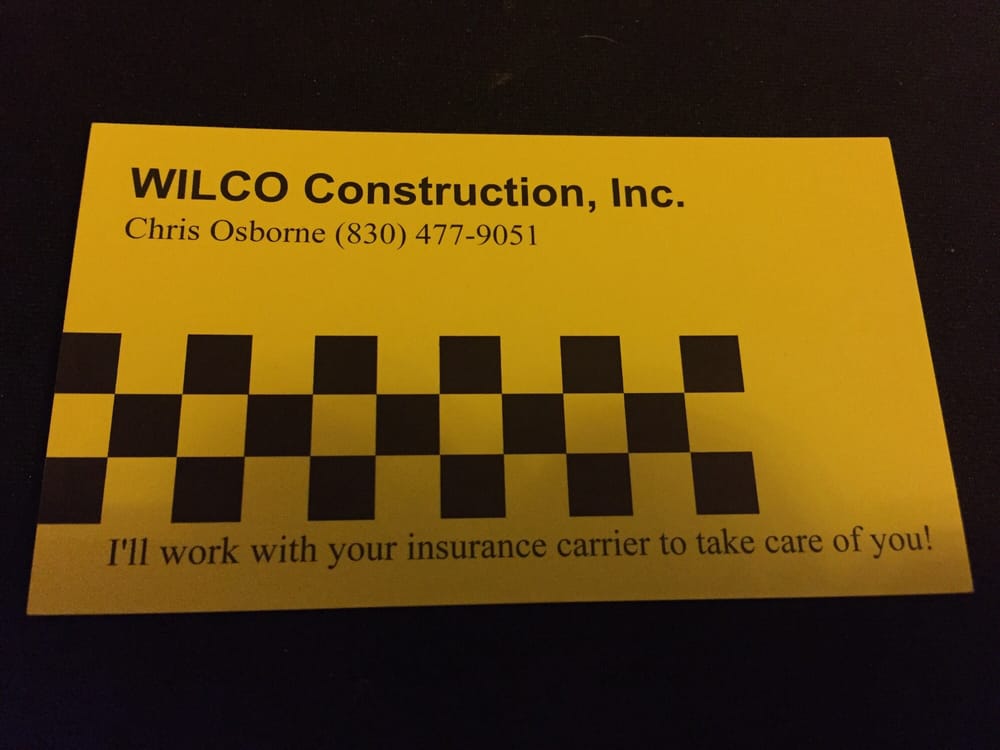 WILCO Construction, Inc.
Chris Osborne (830) 477-9051
I'll work with your insurance carrier to take care of you!